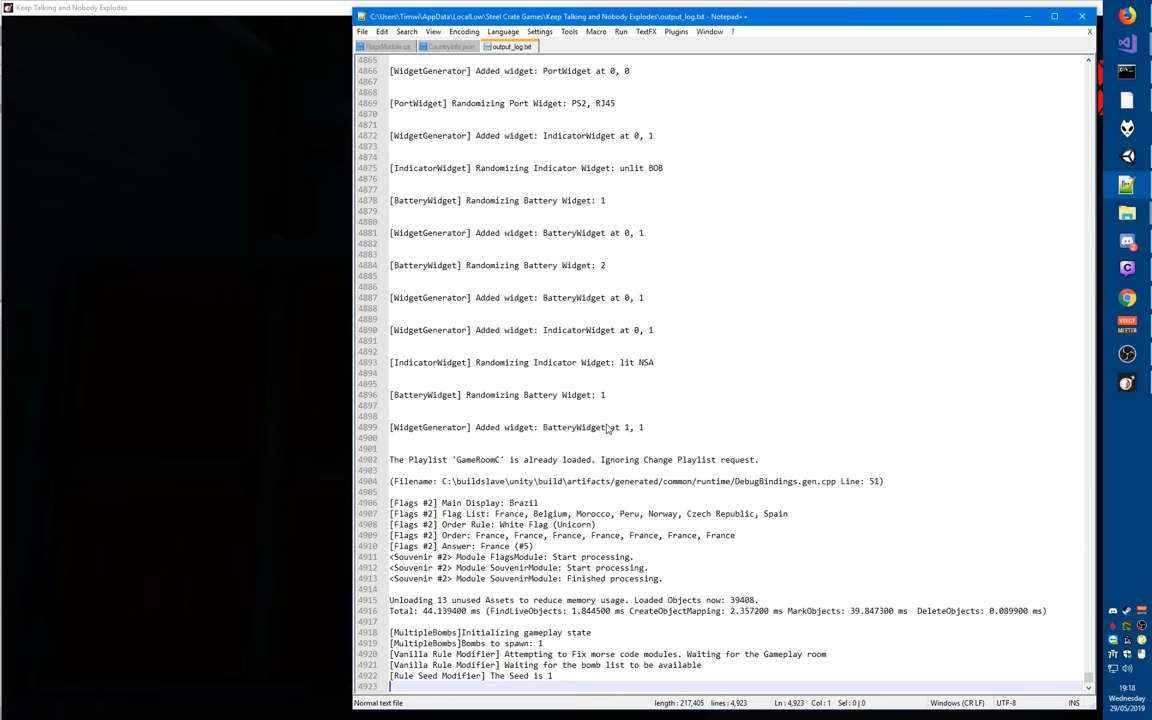 Keep Talking and Nobody Explodes
C:\Users\Timwi\AppData\LocalLow\Steel Crate Games\Keep Talking and Nobody Explodes\output_log.txt - Notepad++
File Edit Search View Encoding Language Settings Tools Macro Run TextFX Plugins Window ? X
FlagsModule.cs CountryInfo.json output_log.txt
4865
4866 [WidgetGenerator] Added widget: PortWidget at 0, 0
4867
4868
4869 [PortWidget] Randomizing Port Widget: PS2, RJ45
4870
4871
4872 [WidgetGenerator] Added widget: IndicatorWidget at 0, 1
4873
4874
4875 [IndicatorWidget] Randomizing Indicator Widget: unlit BOB
4876
4877
4878 [BatteryWidget] Randomizing Battery Widget: 1
4879
4880
4881 [WidgetGenerator] Added widget: BatteryWidget at 0, 1
4882
4883
4884 [BatteryWidget] Randomizing Battery Widget: 2
4885
4886
4887 [WidgetGenerator] Added widget: BatteryWidget at 0, 1
4888
4889
4890 [WidgetGenerator] Added widget: IndicatorWidget at 0, 1
4891
4892
4893 [IndicatorWidget] Randomizing Indicator Widget: lit NSA
4894
4895
4896 [BatteryWidget] Randomizing Battery Widget: 1
4897
4898
4899 [WidgetGenerator] Added widget: BatteryWidget at 1, 1
4900
4901
4902 The Playlist 'GameRoomC' is already loaded. Ignoring Change Playlist request.
4903
4904 (Filename: C:\buildslave\unity\build\artifacts/generated/common/runtime/DebugBindings.gen.cpp Line: 51)
4905
4906 [Flags #2] Main Display: Brazil
4907 [Flags #2] Flag List: France, Belgium, Morocco, Peru, Norway, Czech Republic, Spain
4908 [Flags #2] Order Rule: White Flag (Unicorn)
4909 [Flags #2] Order: France, France, France, France, France, France, France
4910 [Flags #2] Answer: France (#5)
4911 <Souvenir #2> Module FlagsModule: Start processing.
4912 <Souvenir #2> Module SouvenirModule: Start processing.
4913 <Souvenir #2> Module SouvenirModule: Finished processing.
4914
4915 Unloading 13 unused Assets to reduce memory usage. Loaded Objects now: 39408.
4916 Total: 44.139400 ms (FindLiveObjects: 1.844500 ms CreateObjectMapping: 2.357200 ms MarkObjects: 39.847300 ms  DeleteObjects: 0.089900 ms)
4917
4918 [MultipleBombs]Initializing gameplay state
4919 [MultipleBombs]Bombs to spawn: 1
4920 [Vanilla Rule Modifier] Attempting to Fix morse code modules. Waiting for the Gameplay room
4921 [Vanilla Rule Modifier] Waiting for the bomb list to be available
4922 [Rule Seed Modifier] The Seed is 1
4923
Normal text file length : 217,405 lines : 4,923 Ln : 4,923 Col : 1 Sel : 0 | 0 Windows (CR LF) UTF-8 INS
VOICE
MEETER
19:18
Wednesday
29/05/2019